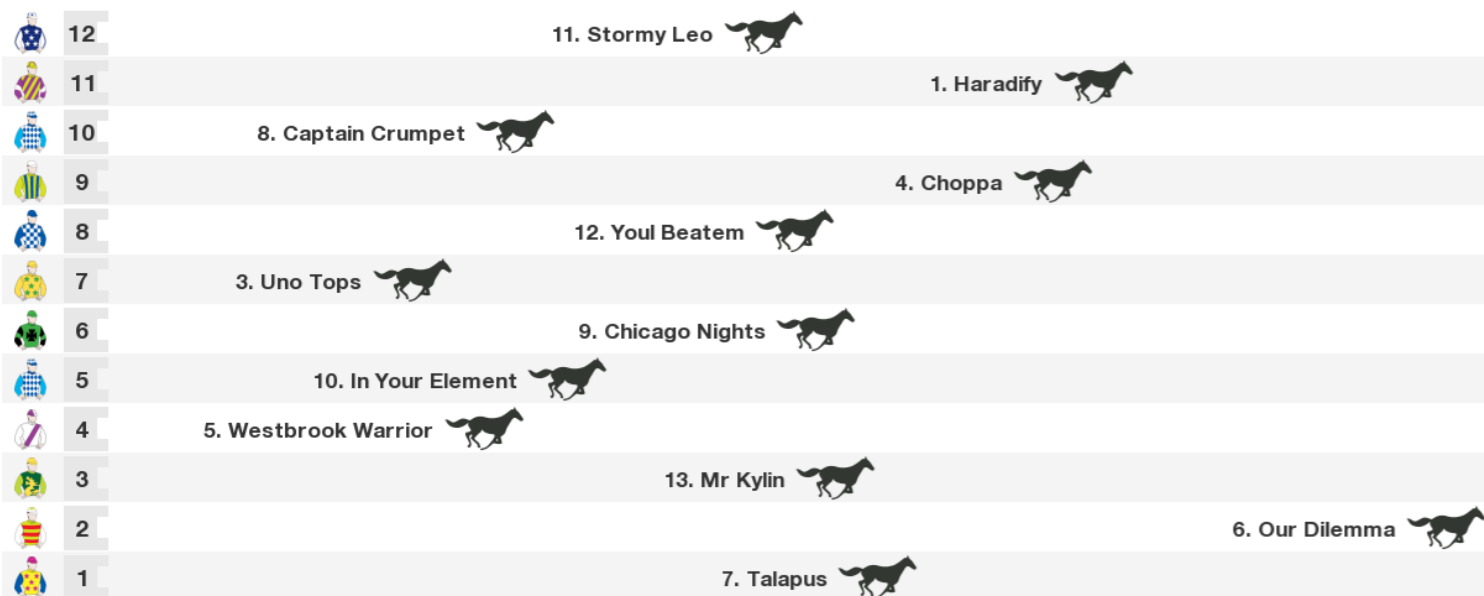 12 11. Stormy Leo
11 1. Haradify
10 8. Captain Crumpet
9 4. Choppa
8 12. Youl Beatem
7 3. Uno Tops
6 9. Chicago Nights
5 10. In Your Element
4 5. Westbrook Warrior
3 13. Mr Kylin
2 6. Our Dilemma
1 7. Talapus